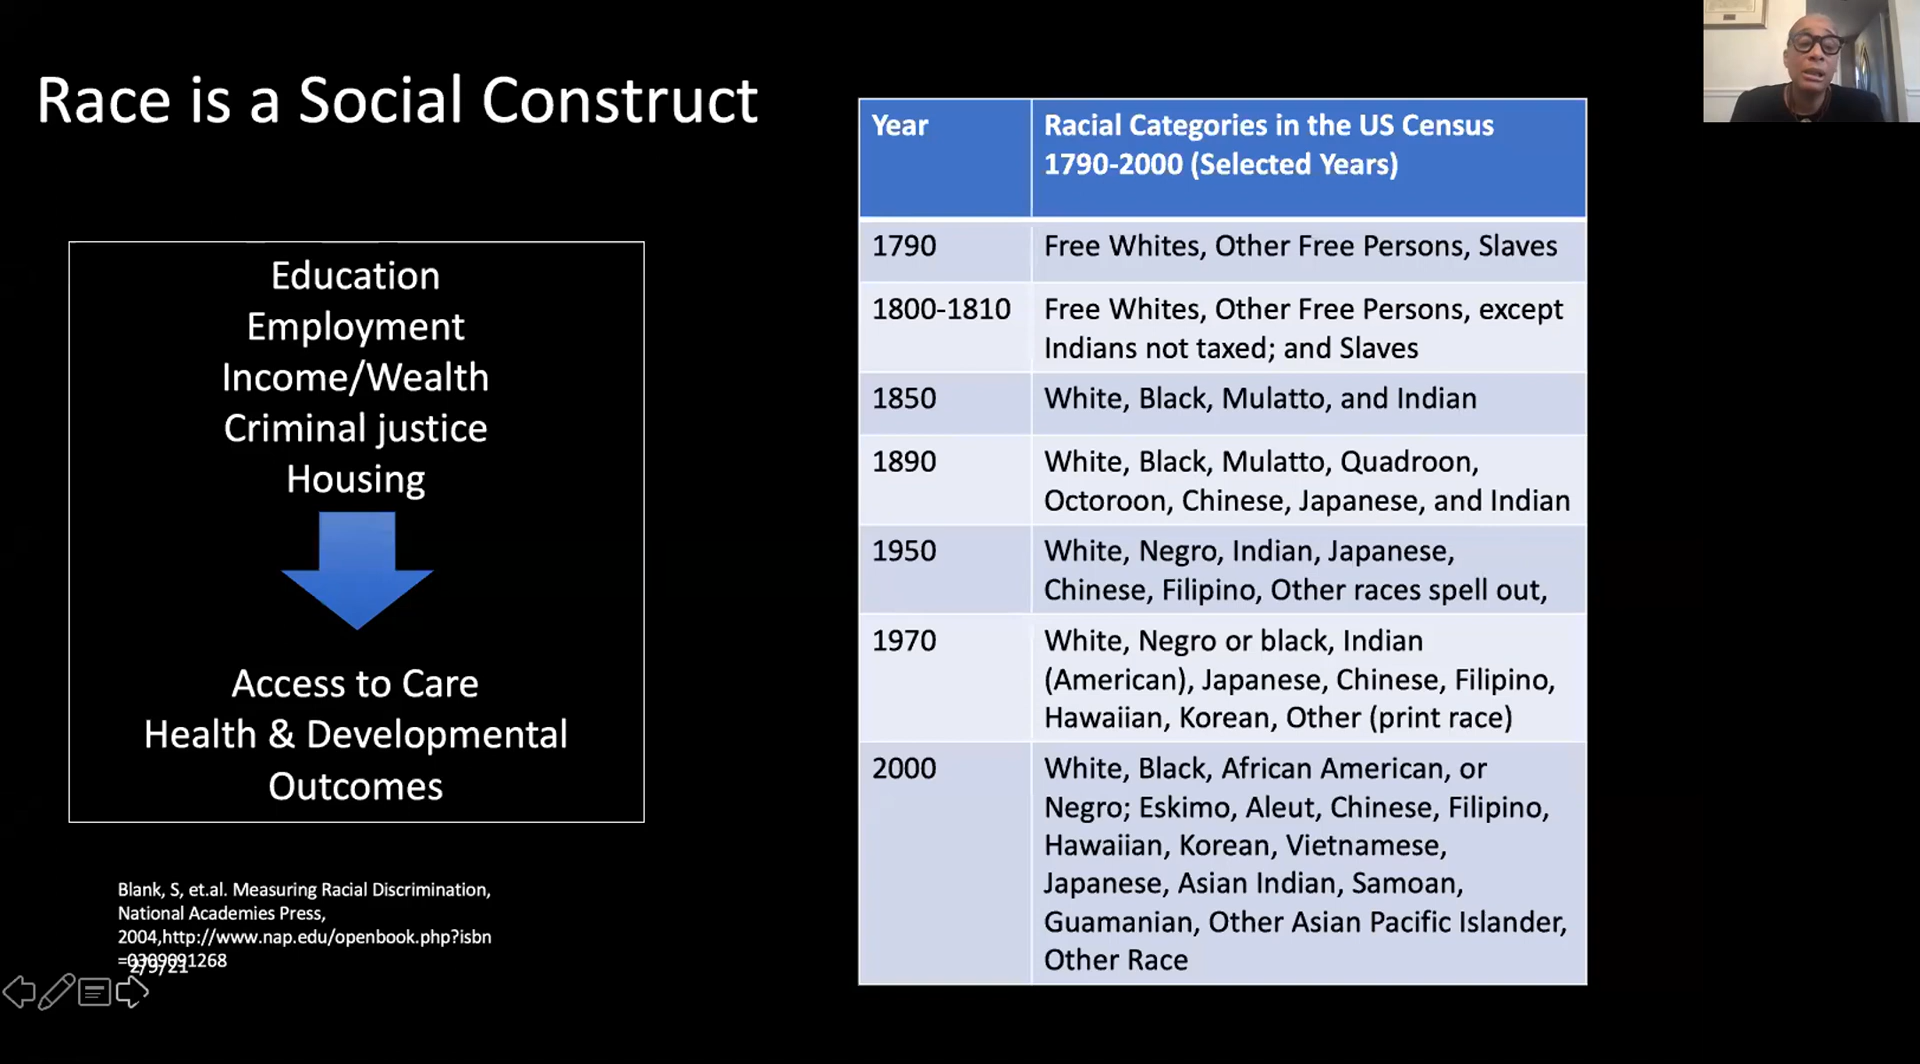 Race is a Social Construct
Education
Employment
Income/Wealth
Criminal justice
Housing
Access to Care
Health & Developmental
Outcomes
Blank, S, et.al. Measuring Racial Discrimination,
National Academies Press,
2004,http://www.nap.edu/openbook.php?isbn
=0309091268
2/9/21
Year
Racial Categories in the US Census
1790-2000 (Selected Years)
1790
Free Whites, Other Free Persons, Slaves
1800-1810
Free Whites, Other Free Persons, except
Indians not taxed; and Slaves
1850
White, Black, Mulatto, and Indian
1890
White, Black, Mulatto, Quadroon,
Octoroon, Chinese, Japanese, and Indian
1950
White, Negro, Indian, Japanese,
Chinese, Filipino, Other races spell out,
1970
White, Negro or black, Indian
(American), Japanese, Chinese, Filipino,
Hawaiian, Korean, Other (print race)
2000
White, Black, African American, or
Negro; Eskimo, Aleut, Chinese, Filipino,
Hawaiian, Korean, Vietnamese,
Japanese, Asian Indian, Samoan,
Guamanian, Other Asian Pacific Islander,
Other Race